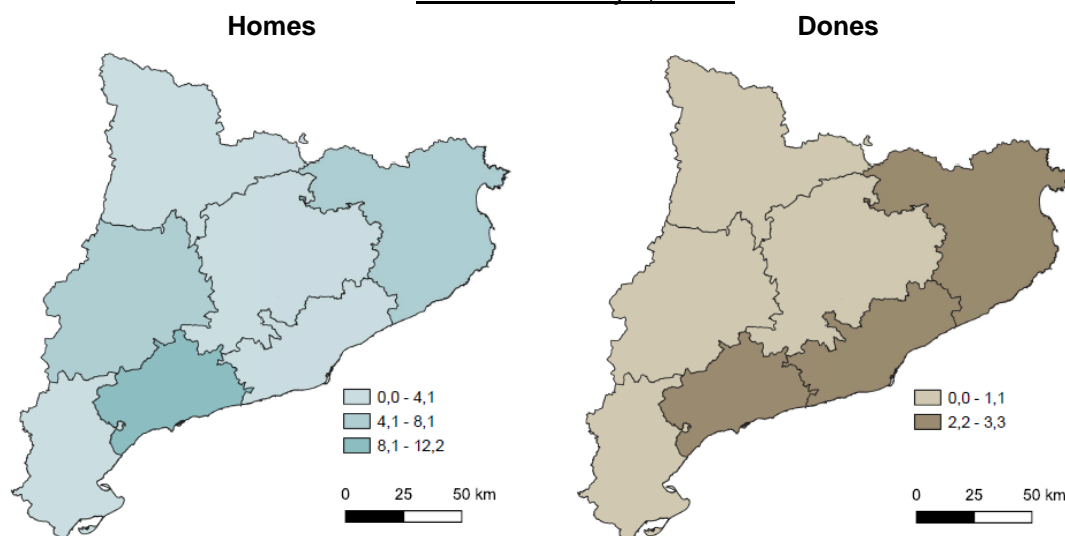 Homes
Dones
0,0 - 4,1
4,1 - 8,1
8,1 - 12,2
0 25 50 km
0,0 - 1,1
2,2 - 3,3
0 25 50 km